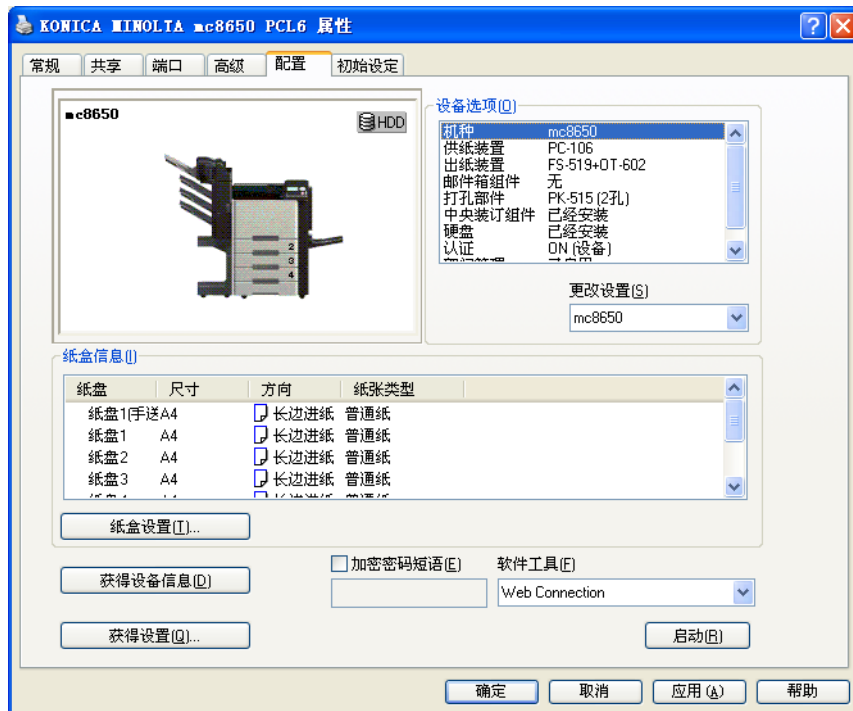 KONICA MINOLTA mc8650 PCL6 属性
常规 共享 端口 高级 配置 初始设定
mc8650
HDD
2
3
4
设备选项(O)
机种 mc8650
供纸装置 PC-106
出纸装置 FS-519+OT-602
邮件箱组件 无
打孔部件 PK-515 (2孔)
中央装订组件 已经安装
硬盘 已经安装
认证 ON (设备)
更改设置(S)
mc8650
纸盒信息(I)
纸盘 尺寸 方向 纸张类型
纸盘1(手送 A4 长边进纸 普通纸
纸盘1 A4 长边进纸 普通纸
纸盘2 A4 长边进纸 普通纸
纸盘3 A4 长边进纸 普通纸
纸盒设置(T)...
获得设备信息(D)
加密密码短语(E)
软件工具(F)
Web Connection
获得设置(Q)...
启动(R)
确定 取消 应用(A) 帮助